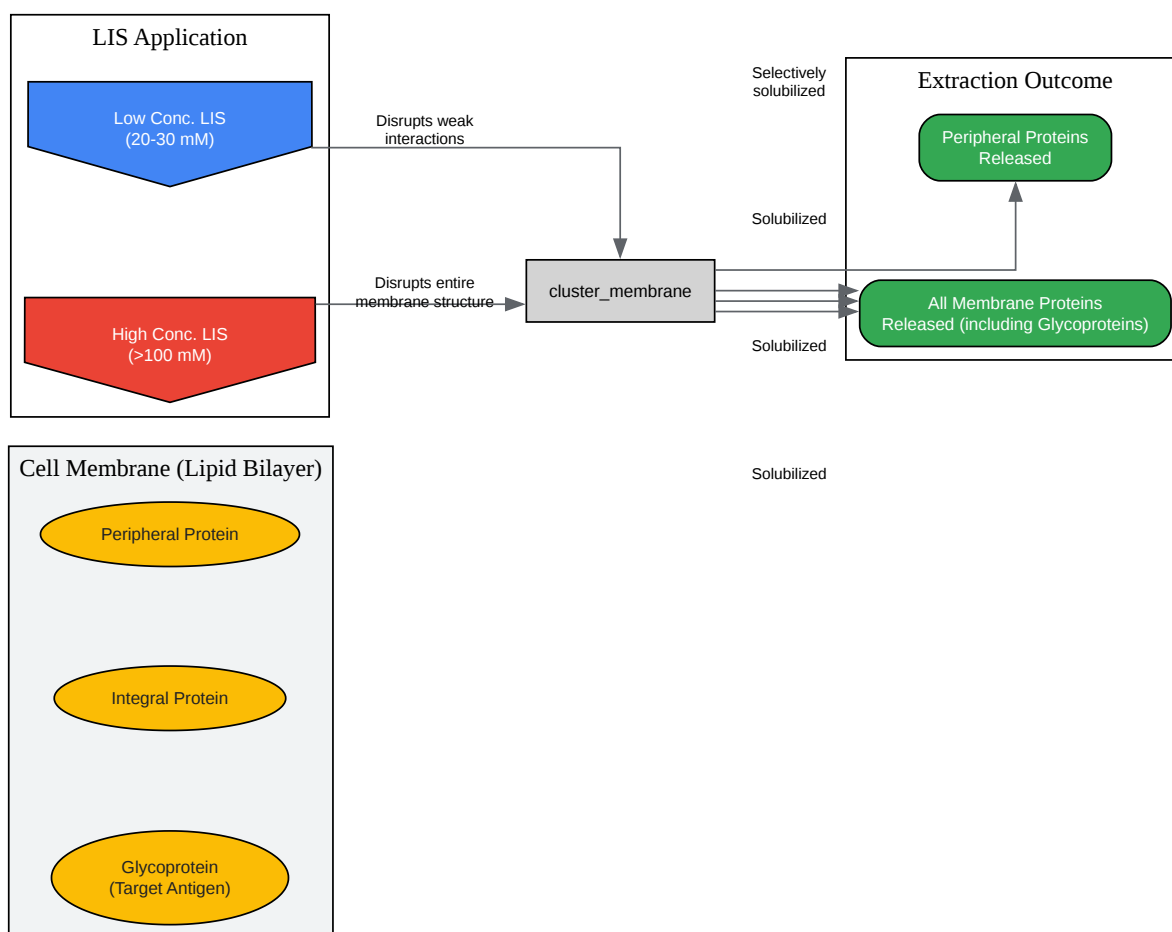 LIS Application
Low Conc. LIS
(20-30 mM)
High Conc. LIS
(>100 mM)
Disrupts weak
interactions
Disrupts entire
membrane structure
cluster_membrane
Selectively
solubilized
Solubilized
Solubilized
Solubilized
Extraction Outcome
Peripheral Proteins
Released
All Membrane Proteins
Released (including Glycoproteins)
Cell Membrane (Lipid Bilayer)
Peripheral Protein
Integral Protein
Glycoprotein
(Target Antigen)